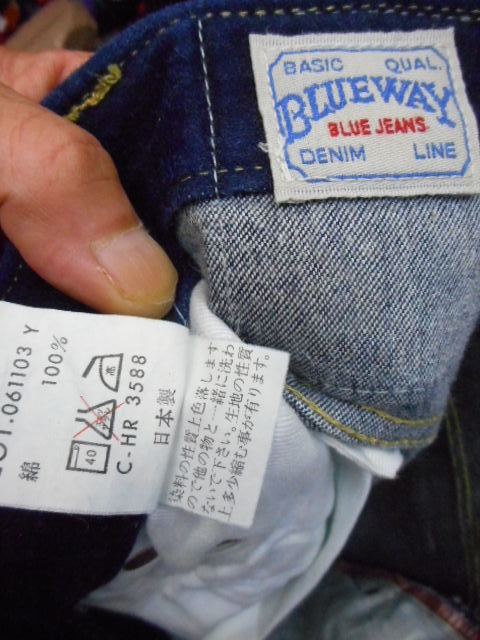 BASIC QUAL.
BLUEWAY
BLUE JEANS
DENIM LINE
01.061103 Y
綿 100%
40
C-HR 3588
日本製
染料の性質上色落します
ので他の物と一緒に洗わ
ないで下さい。生地の性質
上多少縮む事が有ります。